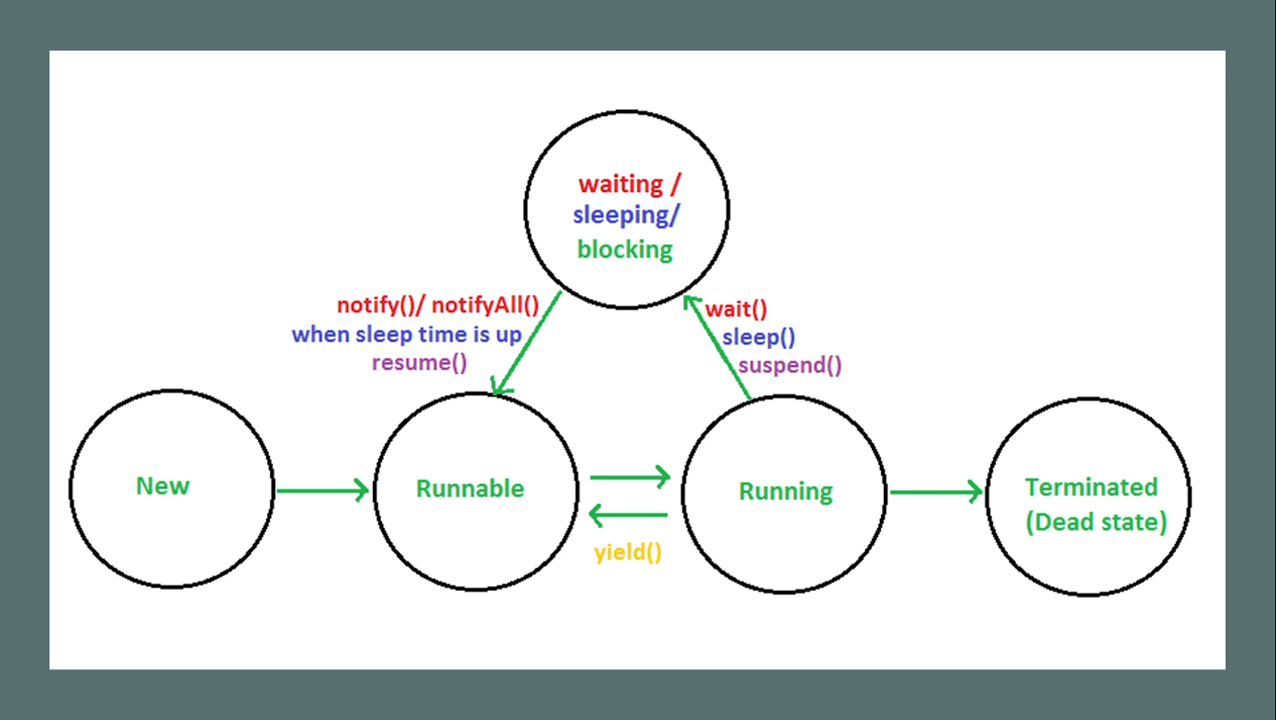 waiting /
sleeping/
blocking
notify()/ notifyAll()
when sleep time is up
resume()
wait()
sleep()
suspend()
New
Runnable
Running
Terminated
(Dead state)
yield()